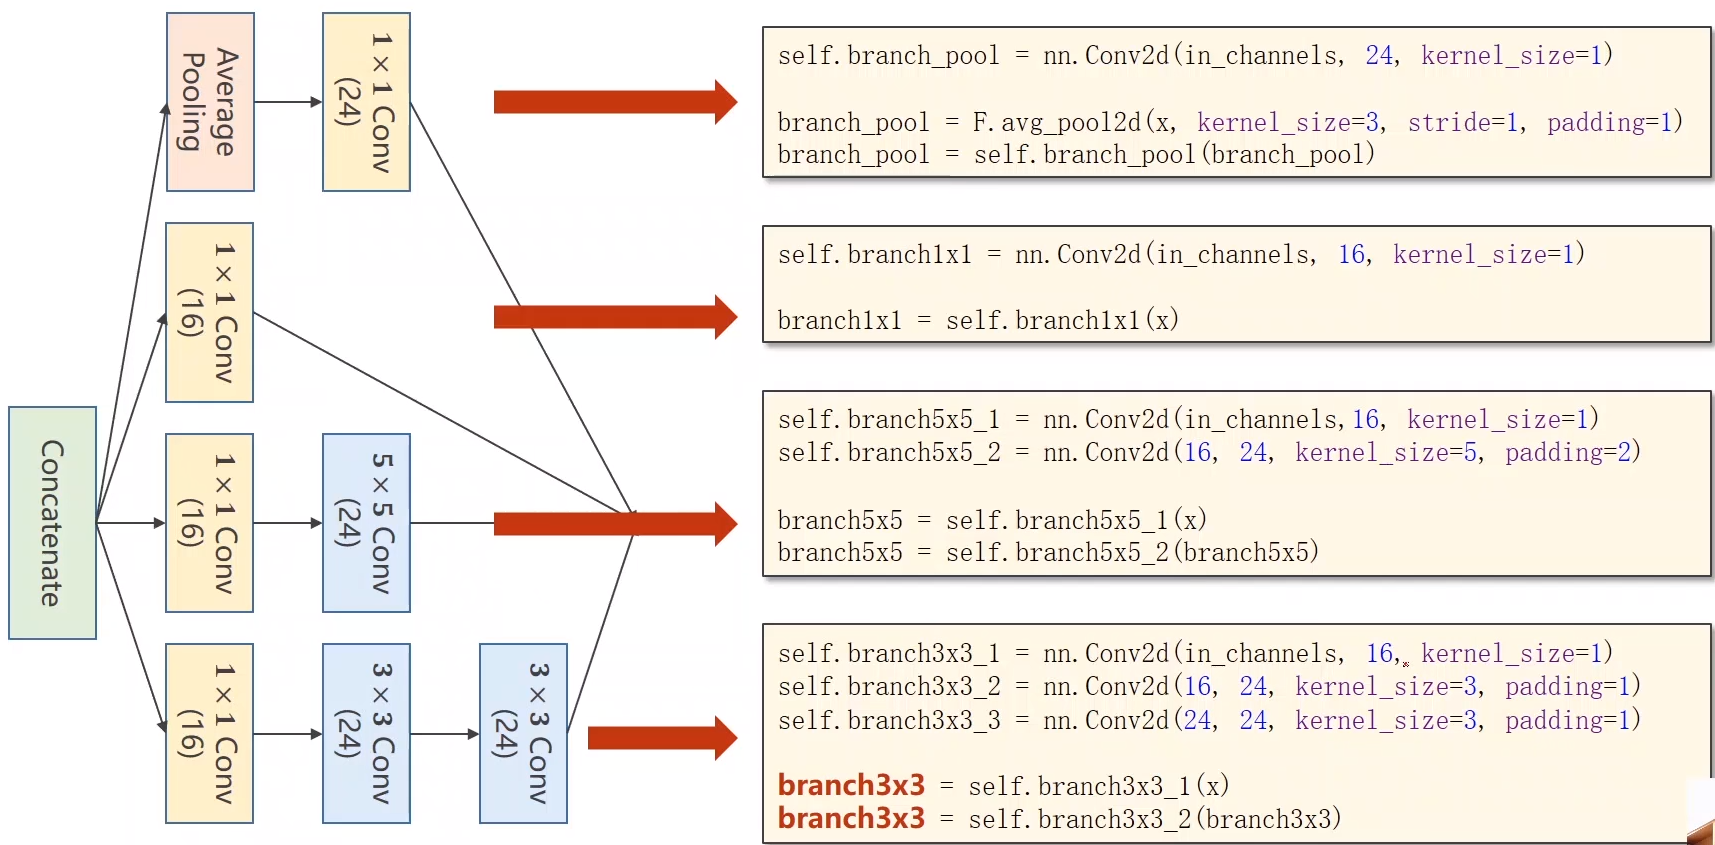 Average
Pooling
1×1 Conv
(24)
1×1 Conv
(16)
Concatenate
1×1 Conv
(16)
5×5 Conv
(24)
1×1 Conv
(16)
3×3 Conv
(24)
3×3 Conv
(24)
self.branch_pool = nn.Conv2d(in_channels, 24, kernel_size=1)
branch_pool = F.avg_pool2d(x, kernel_size=3, stride=1, padding=1)
branch_pool = self.branch_pool(branch_pool)
self.branch1x1 = nn.Conv2d(in_channels, 16, kernel_size=1)
branch1x1 = self.branch1x1(x)
self.branch5x5_1 = nn.Conv2d(in_channels,16, kernel_size=1)
self.branch5x5_2 = nn.Conv2d(16, 24, kernel_size=5, padding=2)
branch5x5 = self.branch5x5_1(x)
branch5x5 = self.branch5x5_2(branch5x5)
self.branch3x3_1 = nn.Conv2d(in_channels, 16, kernel_size=1)
self.branch3x3_2 = nn.Conv2d(16, 24, kernel_size=3, padding=1)
self.branch3x3_3 = nn.Conv2d(24, 24, kernel_size=3, padding=1)
branch3x3 = self.branch3x3_1(x)
branch3x3 = self.branch3x3_2(branch3x3)